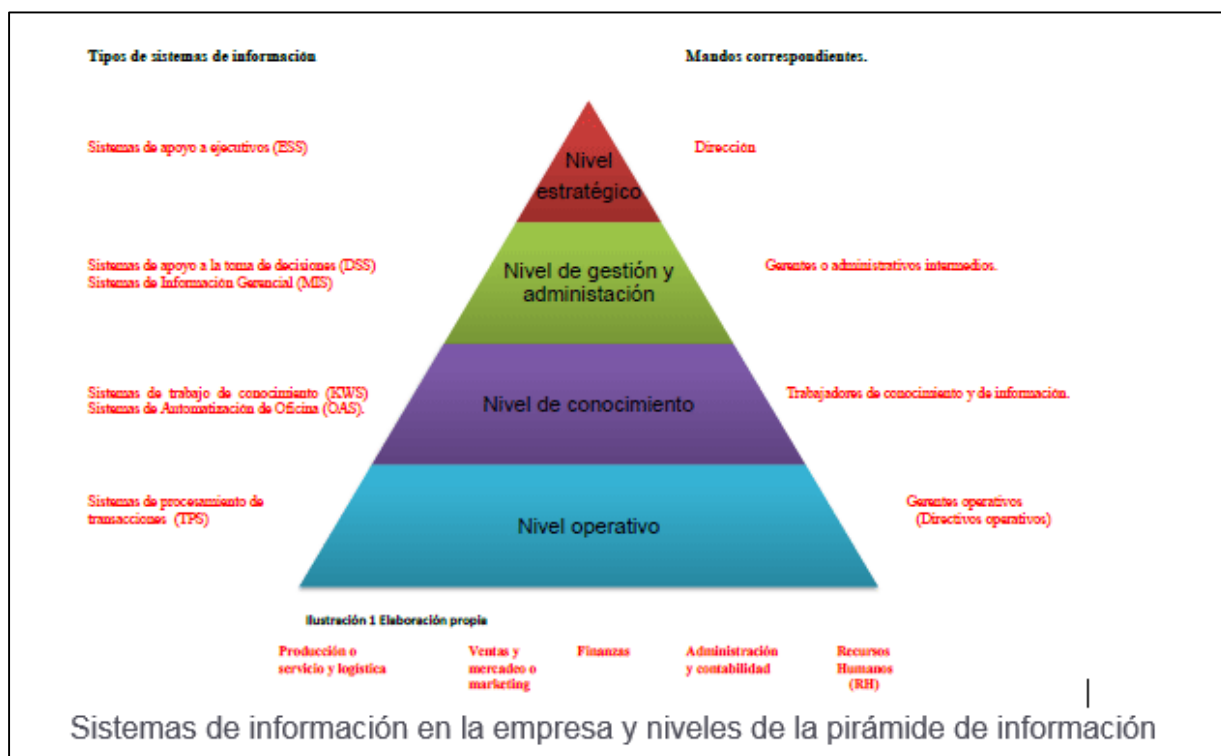 Tipos de sistemas de información
Mandos correspondientes.
Sistemas de apoyo a ejecutivos (ESS)
Nivel
estratégico
Dirección
Sistemas de apoyo a la toma de decisiones (DSS)
Sistemas de Información Gerencial (MIS)
Nivel de gestión y
administación
Gerentes o administrativos intermedios.
Sistemas de trabajo de conocimiento (KWS)
Sistemas de Automatización de Oficina (OAS).
Nivel de conocimiento
Trabajadores de conocimiento y de información.
Sistemas de procesamiento de
transacciones (TPS)
Nivel operativo
Gerentes operativos
(Directivos operativos)
Ilustración 1 Elaboración propia
Producción o
servicio y logística
Ventas y
mercadeo o
marketing
Finanzas
Administración
y contabilidad
Recursos
Humanos
(RH)
Sistemas de información en la empresa y niveles de la pirámide de información